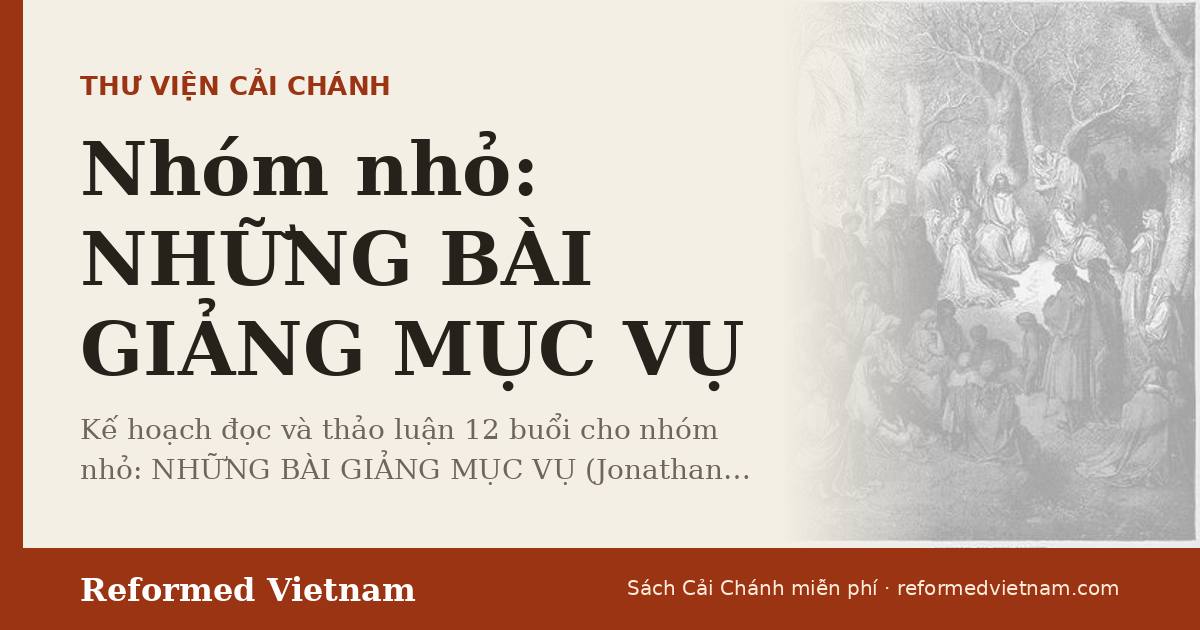 THƯ VIỆN CẢI CHÁNH
Nhóm nhỏ:
NHỮNG BÀI
GIẢNG MỤC VỤ
Kế hoạch đọc và thảo luận 12 buổi cho nhóm
nhỏ: NHỮNG BÀI GIẢNG MỤC VỤ (Jonathan...
Reformed Vietnam
Sách Cải Chánh miễn phí · reformedvietnam.com